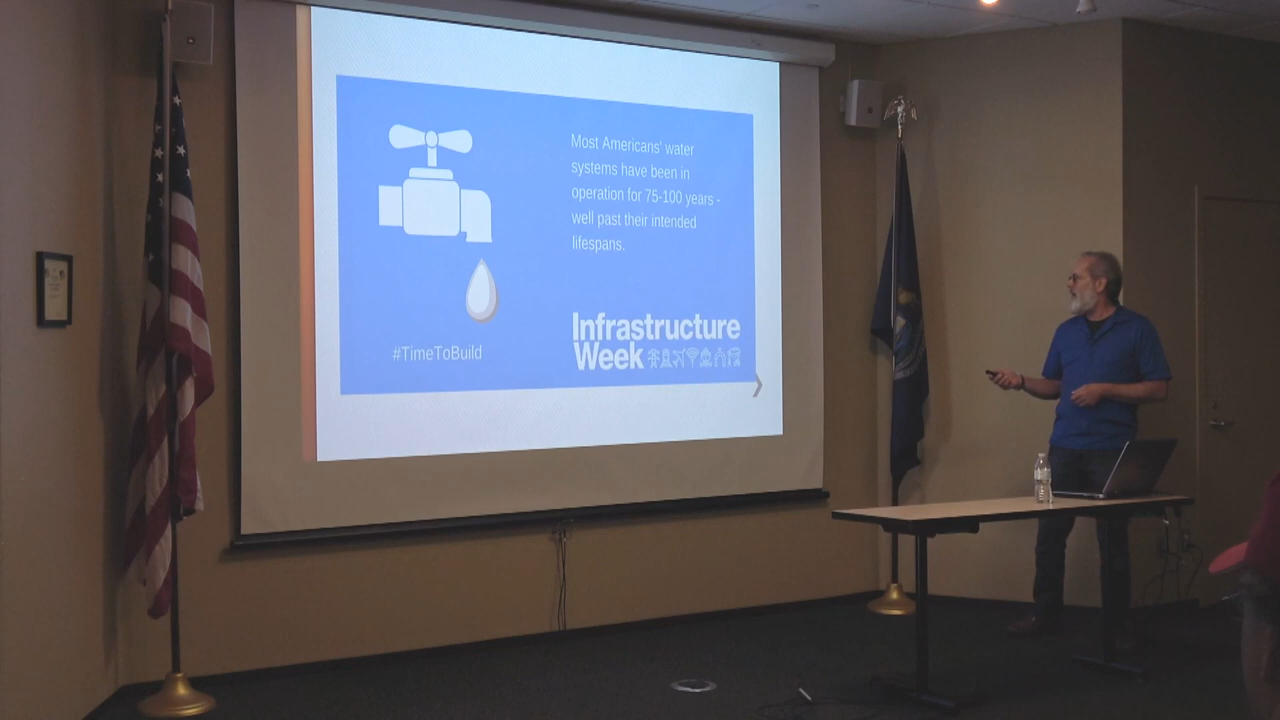 Most Americans' water
systems have been in
operation for 75-100 years -
well past their intended
lifespans.
Infrastructure
Week
#TimeToBuild